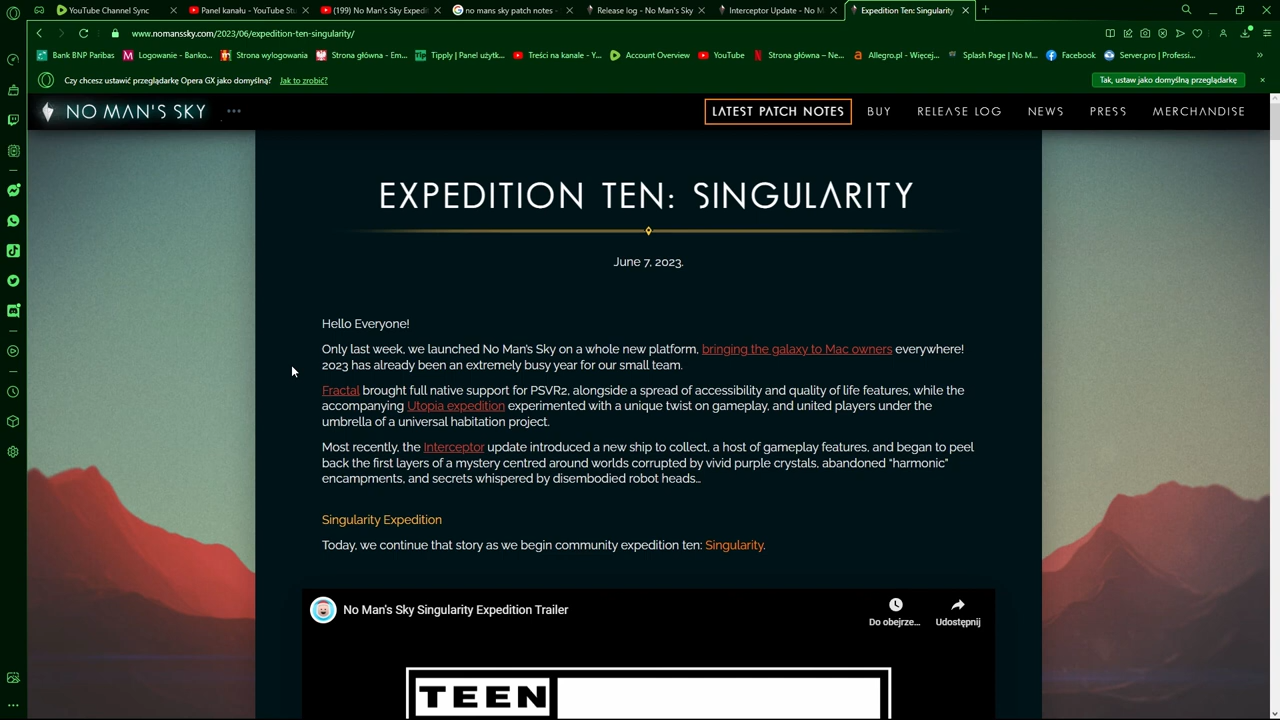 YouTube Channel Sync
Panel kanału - YouTube Stu
(199) No Man's Sky Expedi
no mans sky patch notes -
Release log - No Man's Sky
Interceptor Update - No M
Expedition Ten: Singularity
www.nomanssky.com/2023/06/expedition-ten-singularity/
Bank BNP Paribas
Logowanie - Banko...
Strona wylogowania
Strona główna - Em...
Tipply | Panel użytk...
Treści na kanale - Y...
Account Overview
YouTube
Strona główna – Ne...
Allegro.pl - Więcej...
Splash Page | No M...
Facebook
Server.pro | Professi...
Czy chcesz ustawić przeglądarkę Opera GX jako domyślną?
Jak to zrobić?
Tak, ustaw jako domyślną przeglądarkę
NO MAN'S SKY
LATEST PATCH NOTES
BUY
RELEASE LOG
NEWS
PRESS
MERCHANDISE
EXPEDITION TEN: SINGULARITY
June 7, 2023.
Hello Everyone!
Only last week, we launched No Man's Sky on a whole new platform, bringing the galaxy to Mac owners everywhere!
2023 has already been an extremely busy year for our small team.
Fractal brought full native support for PSVR2, alongside a spread of accessibility and quality of life features, while the
accompanying Utopia expedition experimented with a unique twist on gameplay, and united players under the
umbrella of a universal habitation project.
Most recently, the Interceptor update introduced a new ship to collect, a host of gameplay features, and began to peel
back the first layers of a mystery centred around worlds corrupted by vivid purple crystals, abandoned “harmonic”
encampments, and secrets whispered by disembodied robot heads…
Singularity Expedition
Today, we continue that story as we begin community expedition ten: Singularity.
No Man's Sky Singularity Expedition Trailer
Do obejrze...
Udostępnij
TEEN